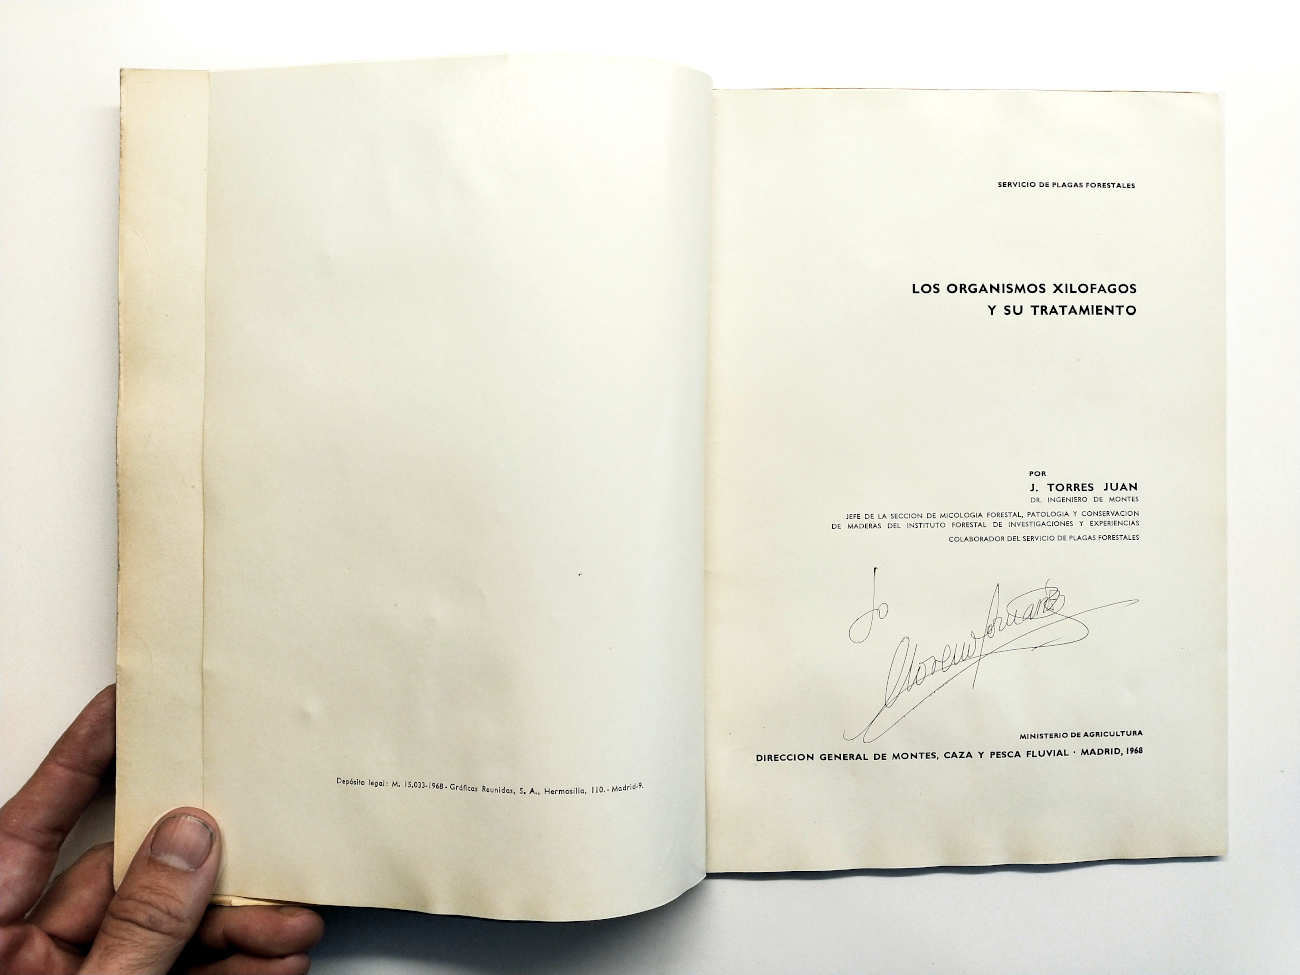 Depósito legal: M. 15,033-1968 - Gráficas Reunidas, S. A., Hermosilla, 110. - Madrid-9.
SERVICIO DE PLAGAS FORESTALES
LOS ORGANISMOS XILOFAGOS
Y SU TRATAMIENTO
POR
J. TORRES JUAN
DR. INGENIERO DE MONTES
JEFE DE LA SECCION DE MICOLOGIA FORESTAL, PATOLOGIA Y CONSERVACION
DE MADERAS DEL INSTITUTO FORESTAL DE INVESTIGACIONES Y EXPERIENCIAS
COLABORADOR DEL SERVICIO DE PLAGAS FORESTALES
MINISTERIO DE AGRICULTURA
DIRECCION GENERAL DE MONTES, CAZA Y PESCA FLUVIAL · MADRID, 1968